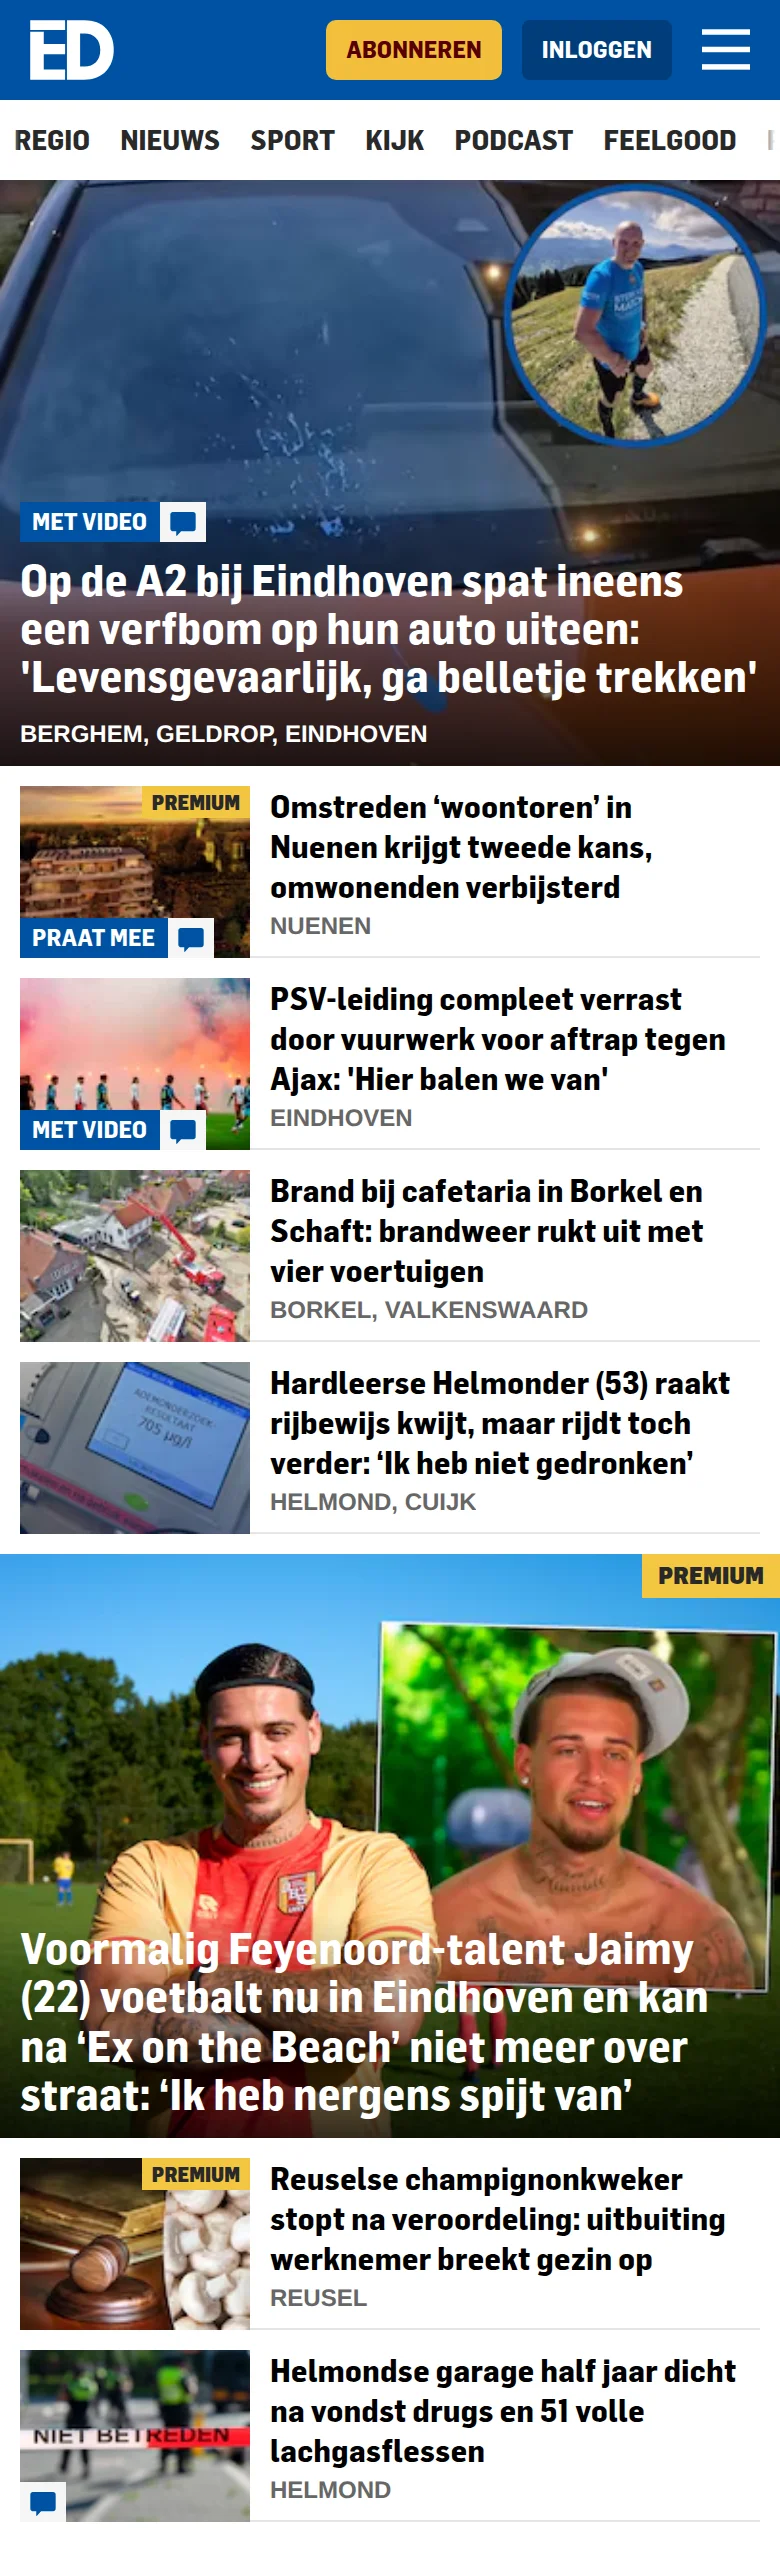 ED
ABONNEREN
INLOGGEN
REGIO NIEUWS SPORT KIJK PODCAST FEELGOOD
MET VIDEO
Op de A2 bij Eindhoven spat ineens
een verfbom op hun auto uiteen:
'Levensgevaarlijk, ga belletje trekken'
BERGHEM, GELDROP, EINDHOVEN
PREMIUM
PRAAT MEE
Omstreden ‘woontoren’ in
Nuenen krijgt tweede kans,
omwonenden verbijsterd
NUENEN
MET VIDEO
PSV-leiding compleet verrast
door vuurwerk voor aftrap tegen
Ajax: 'Hier balen we van'
EINDHOVEN
Brand bij cafetaria in Borkel en
Schaft: brandweer rukt uit met
vier voertuigen
BORKEL, VALKENSWAARD
ADEMONDERZOEK-
RESULTAAT
705 µg/l
Hardleerse Helmonder (53) raakt
rijbewijs kwijt, maar rijdt toch
verder: ‘Ik heb niet gedronken’
HELMOND, CUIJK
PREMIUM
Voormalig Feyenoord-talent Jaimy
(22) voetbalt nu in Eindhoven en kan
na ‘Ex on the Beach’ niet meer over
straat: ‘Ik heb nergens spijt van’
PREMIUM
Reuselse champignonkweker
stopt na veroordeling: uitbuiting
werknemer breekt gezin op
REUSEL
NIET BETREDEN
Helmondse garage half jaar dicht
na vondst drugs en 51 volle
lachgasflessen
HELMOND